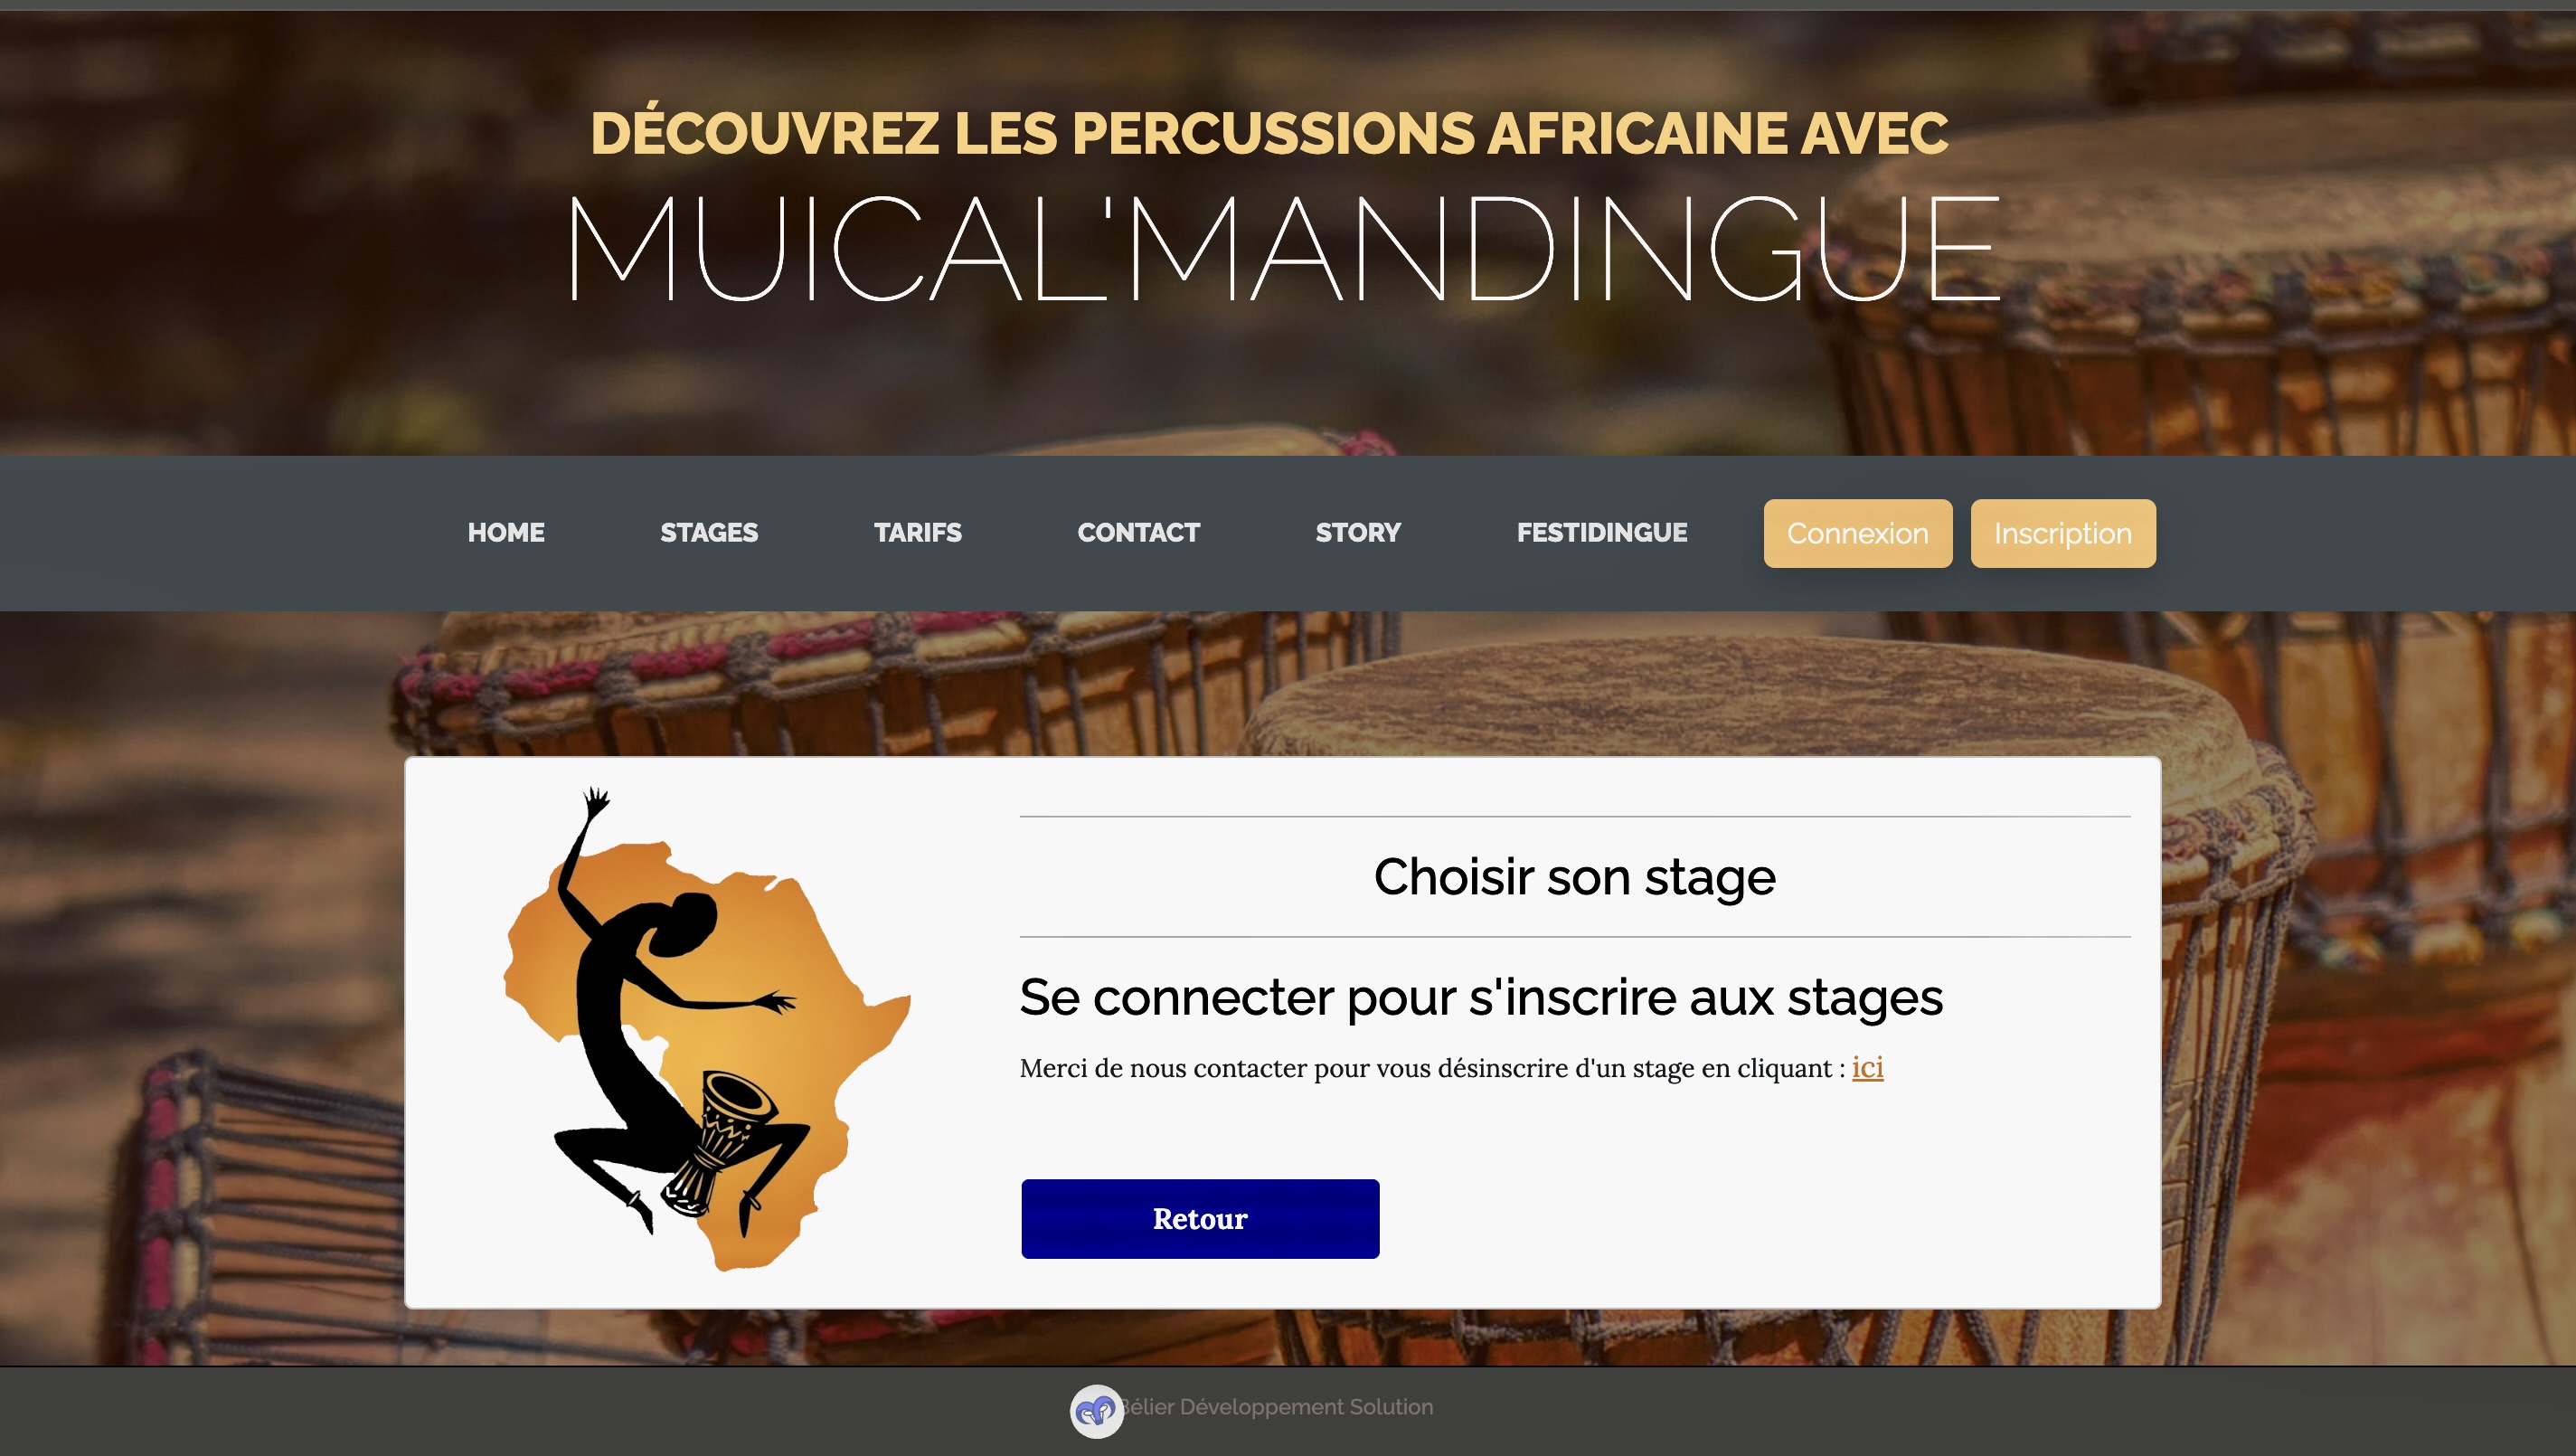 DÉCOUVREZ LES PERCUSSIONS AFRICAINE AVEC
MUICAL'MANDINGUE
HOME STAGES TARIFS CONTACT STORY FESTIDINGUE Connexion Inscription
Choisir son stage
Se connecter pour s'inscrire aux stages
Merci de nous contacter pour vous désinscrire d'un stage en cliquant : ici
Retour
Bélier Développement Solution